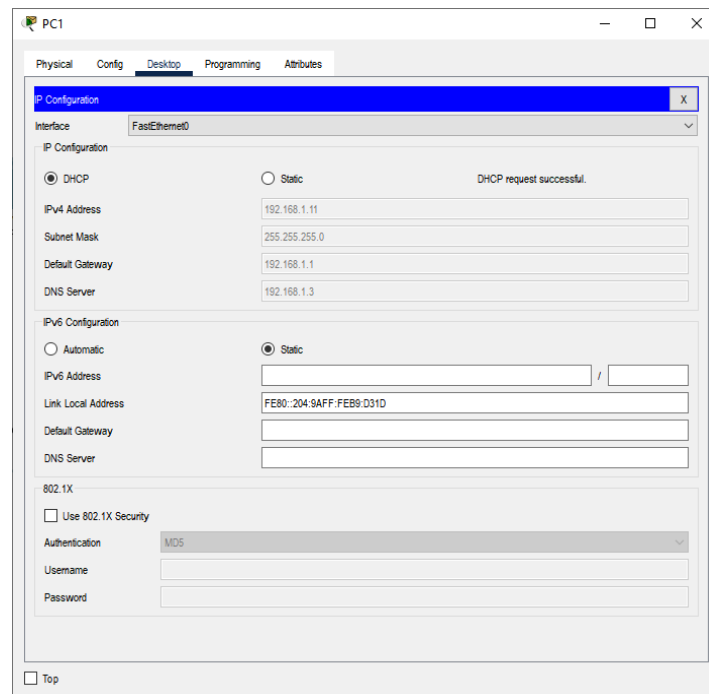 PC1
Physical Config Desktop Programming Attributes
IP Configuration X
Interface FastEthernet0
IP Configuration
DHCP Static DHCP request successful.
IPv4 Address 192.168.1.11
Subnet Mask 255.255.255.0
Default Gateway 192.168.1.1
DNS Server 192.168.1.3
IPv6 Configuration
Automatic Static
IPv6 Address /
Link Local Address FE80::204:9AFF:FEB9:D31D
Default Gateway
DNS Server
802.1X
Use 802.1X Security
Authentication MD5
Username
Password
Top